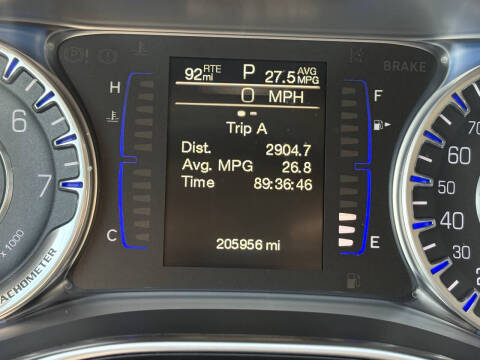 92 RTE mi P 27.5 AVG MPG
BRAKE
0 MPH
H
F
Trip A
Dist. 2904.7
Avg. MPG 26.8
Time 89:36:46
C
E
205956 mi
6
7
x 1000
TACHOMETER
70
60
50
40
30